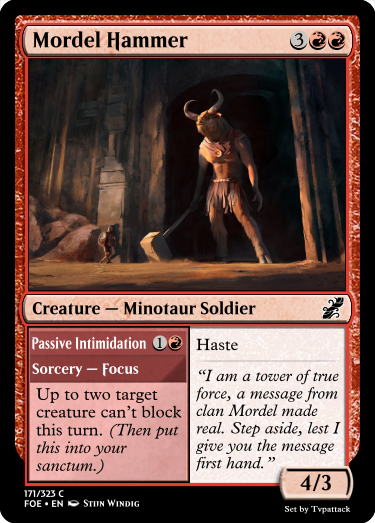 Mordel Hammer 3
Creature — Minotaur Soldier
Passive Intimidation 1
Sorcery — Focus
Up to two target
creature can't block
this turn. (Then put
this into your
sanctum.)
Haste
“I am a tower of true
force, a message from
clan Mordel made
real. Step aside, lest I
give you the message
first hand.”
4/3
171/323 C
FOE • EN Stijn Windig
Set by Tvpattack